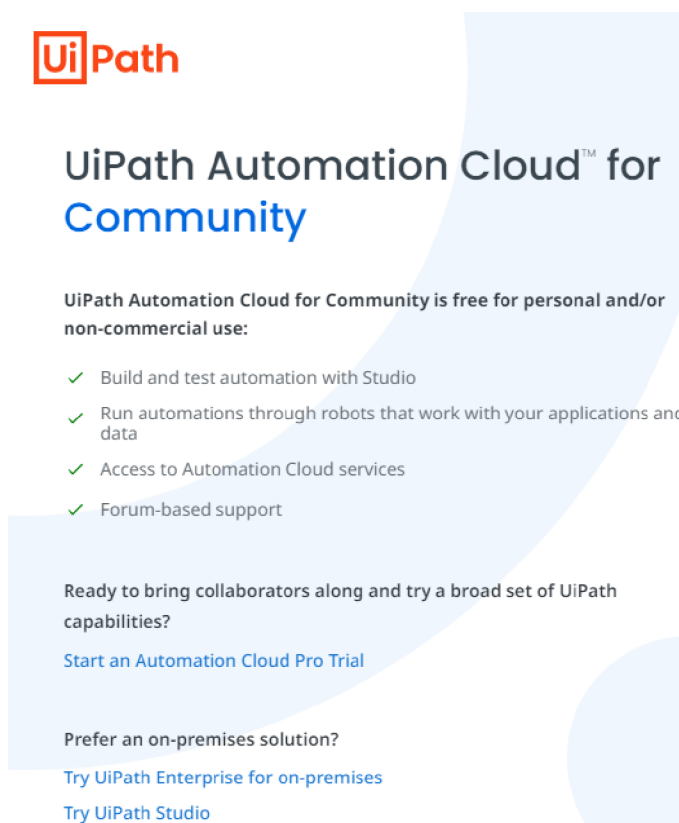 UiPath
UiPath Automation Cloud™ for
Community
UiPath Automation Cloud for Community is free for personal and/or
non-commercial use:
Build and test automation with Studio
Run automations through robots that work with your applications and
data
Access to Automation Cloud services
Forum-based support
Ready to bring collaborators along and try a broad set of UiPath
capabilities?
Start an Automation Cloud Pro Trial
Prefer an on-premises solution?
Try UiPath Enterprise for on-premises
Try UiPath Studio